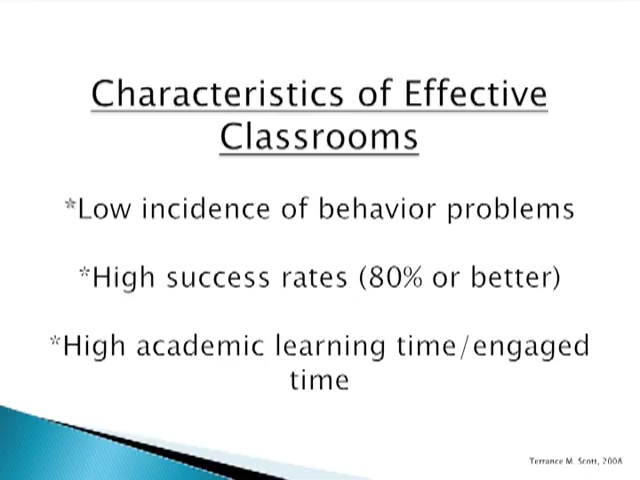 Characteristics of Effective
Classrooms
*Low incidence of behavior problems
*High success rates (80% or better)
*High academic learning time/engaged
time
Terrance M. Scott, 2008